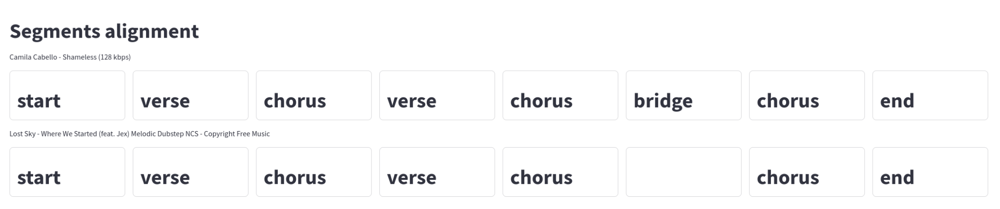 Segments alignment
Camila Cabello - Shameless (128 kbps)
start verse chorus verse chorus bridge chorus end
Lost Sky - Where We Started (feat. Jex) Melodic Dubstep NCS - Copyright Free Music
start verse chorus verse chorus chorus end